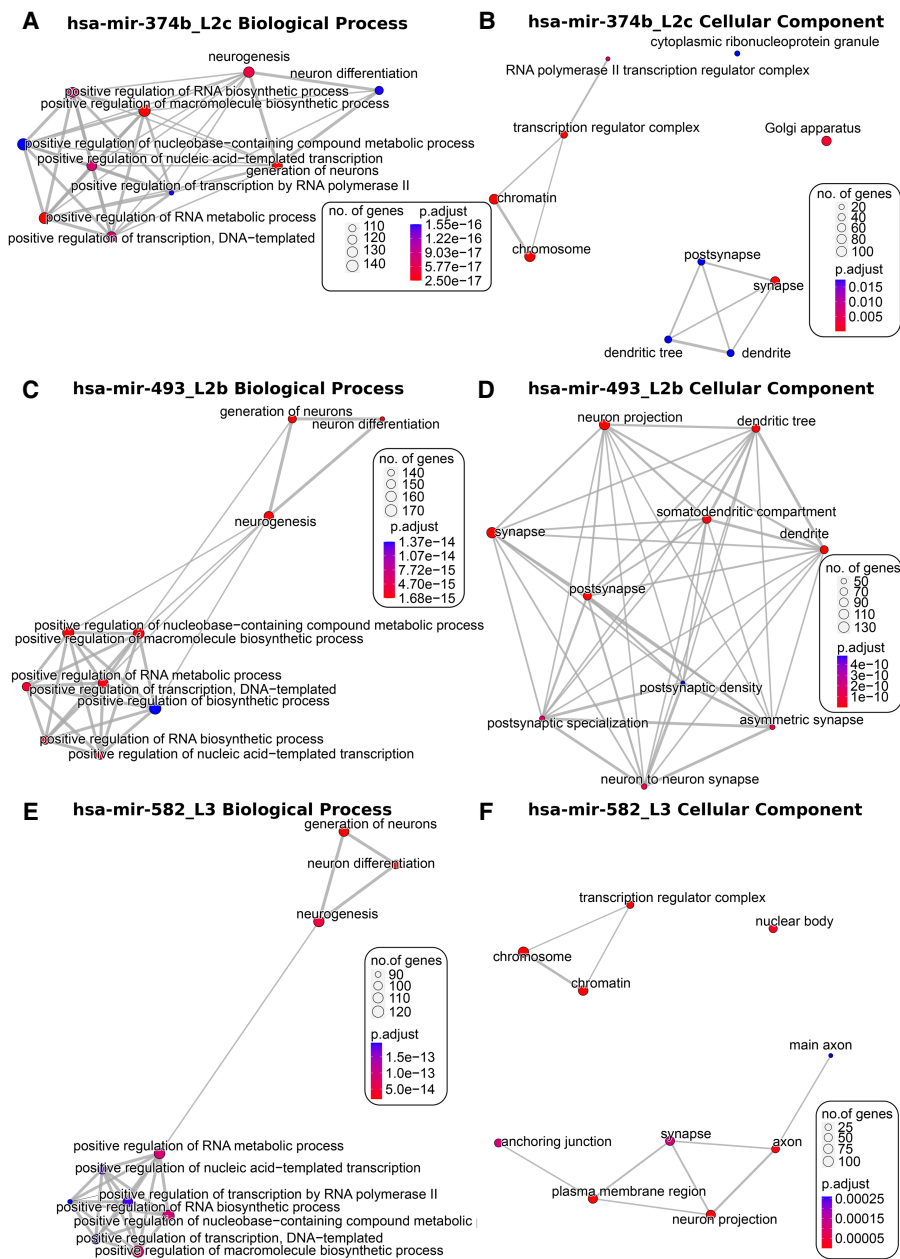 A hsa-mir-374b_L2c Biological Process
neurogenesis
neuron differentiation
positive regulation of RNA biosynthetic process
positive regulation of macromolecule biosynthetic process
positive regulation of nucleobase−containing compound metabolic process
positive regulation of nucleic acid−templated transcription
generation of neurons
positive regulation of transcription by RNA polymerase II
positive regulation of RNA metabolic process
positive regulation of transcription, DNA−templated
no. of genes
110
120
130
140
p.adjust
1.55e−16
1.22e−16
9.03e−17
5.77e−17
2.50e−17
B hsa-mir-374b_L2c Cellular Component
cytoplasmic ribonucleoprotein granule
RNA polymerase II transcription regulator complex
transcription regulator complex
Golgi apparatus
chromatin
chromosome
postsynapse
synapse
dendritic tree
dendrite
no. of genes
20
40
60
80
100
p.adjust
0.015
0.010
0.005
C hsa-mir-493_L2b Biological Process
generation of neurons
neuron differentiation
neurogenesis
positive regulation of nucleobase−containing compound metabolic process
positive regulation of macromolecule biosynthetic process
positive regulation of RNA metabolic process
positive regulation of transcription, DNA−templated
positive regulation of biosynthetic process
positive regulation of RNA biosynthetic process
positive regulation of nucleic acid−templated transcription
no. of genes
140
150
160
170
p.adjust
1.37e−14
1.07e−14
7.72e−15
4.70e−15
1.68e−15
D hsa-mir-493_L2b Cellular Component
neuron projection
dendritic tree
somatodendritic compartment
synapse
dendrite
postsynapse
postsynaptic density
postsynaptic specialization
asymmetric synapse
neuron to neuron synapse
no. of genes
50
70
90
110
130
p.adjust
4e−10
3e−10
2e−10
1e−10
E hsa-mir-582_L3 Biological Process
generation of neurons
neuron differentiation
neurogenesis
positive regulation of RNA metabolic process
positive regulation of nucleic acid−templated transcription
positive regulation of transcription by RNA polymerase II
positive regulation of RNA biosynthetic process
positive regulation of nucleobase−containing compound metabolic
positive regulation of transcription, DNA−templated
positive regulation of macromolecule biosynthetic process
no.of genes
90
100
110
120
p.adjust
1.5e−13
1.0e−13
5.0e−14
F hsa-mir-582_L3 Cellular Component
transcription regulator complex
nuclear body
chromosome
chromatin
main axon
synapse
anchoring junction
axon
plasma membrane region
neuron projection
no.of genes
25
50
75
100
p.adjust
0.00025
0.00015
0.00005